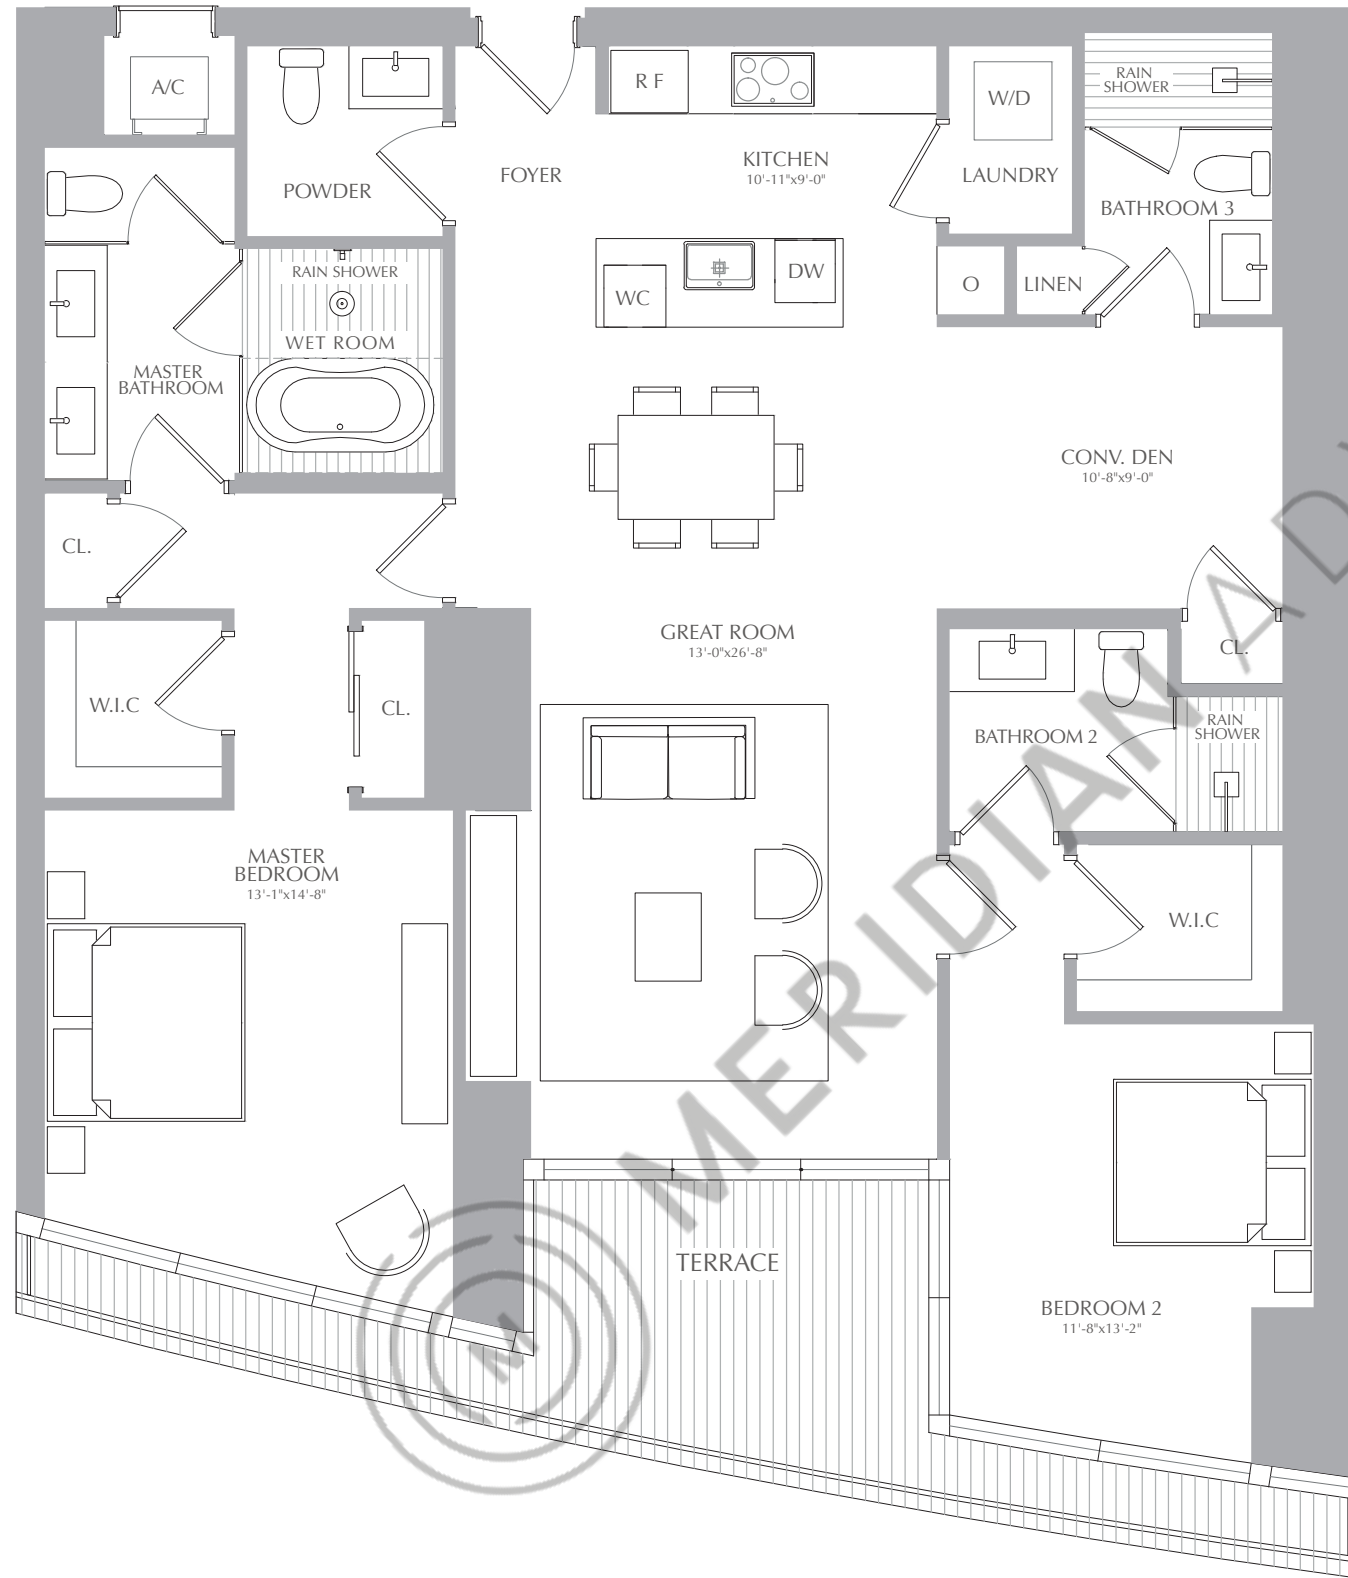 A/C
R F
W/D
RAIN
SHOWER
KITCHEN
10'-11"x9'-0"
FOYER
LAUNDRY
POWDER
BATHROOM 3
RAIN SHOWER
WC
DW
O
LINEN
WET ROOM
MASTER
BATHROOM
CONV. DEN
10'-8"x9'-0"
CL.
GREAT ROOM
13'-0"x26'-8"
CL.
W.I.C
CL.
BATHROOM 2
RAIN
SHOWER
MASTER
BEDROOM
13'-1"x14'-8"
W.I.C
TERRACE
BEDROOM 2
11'-8"x13'-2"
M
MERIDIAN AD